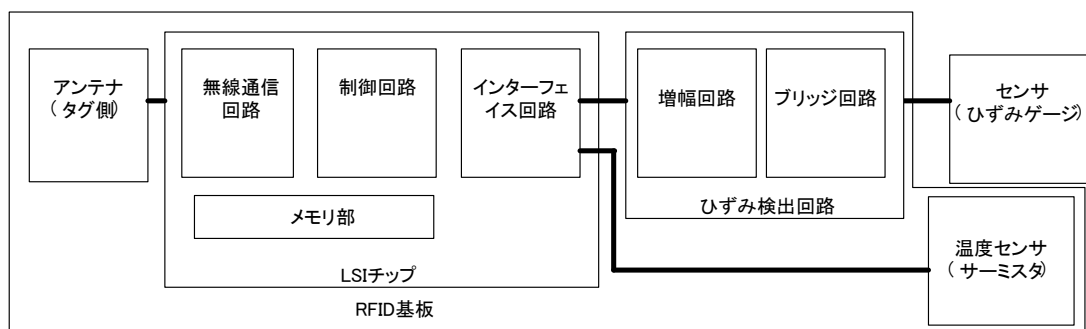 アンテナ
(タグ側)
無線通信
回路
制御回路
インターフェ
イス回路
メモリ部
LSIチップ
RFID基板
増幅回路
ブリッジ回路
ひずみ検出回路
センサ
(ひずみゲージ)
温度センサ
(サーミスタ)